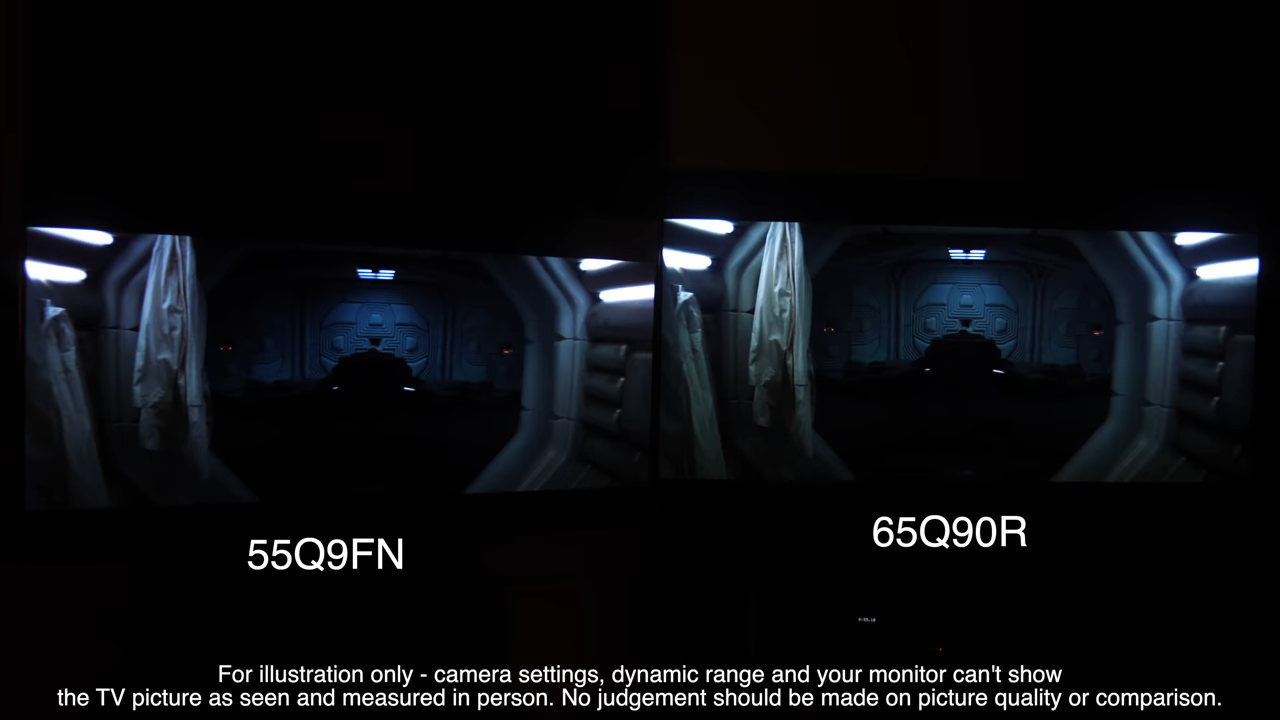 55Q9FN
65Q90R
For illustration only - camera settings, dynamic range and your monitor can't show
the TV picture as seen and measured in person. No judgement should be made on picture quality or comparison.